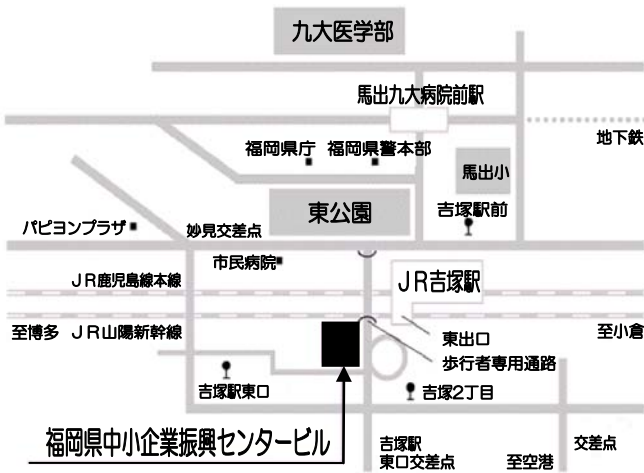 九大医学部
馬出九大病院前駅
地下鉄
福岡県庁
福岡県警本部
馬出小
東公園
吉塚駅前
パピヨンプラザ
妙見交差点
市民病院
JR吉塚駅
JR鹿児島線本線
至博多
JR山陽新幹線
至小倉
東出口
歩行者専用通路
吉塚駅東口
吉塚2丁目
福岡県中小企業振興センタービル
吉塚駅
東口交差点
至空港
交差点